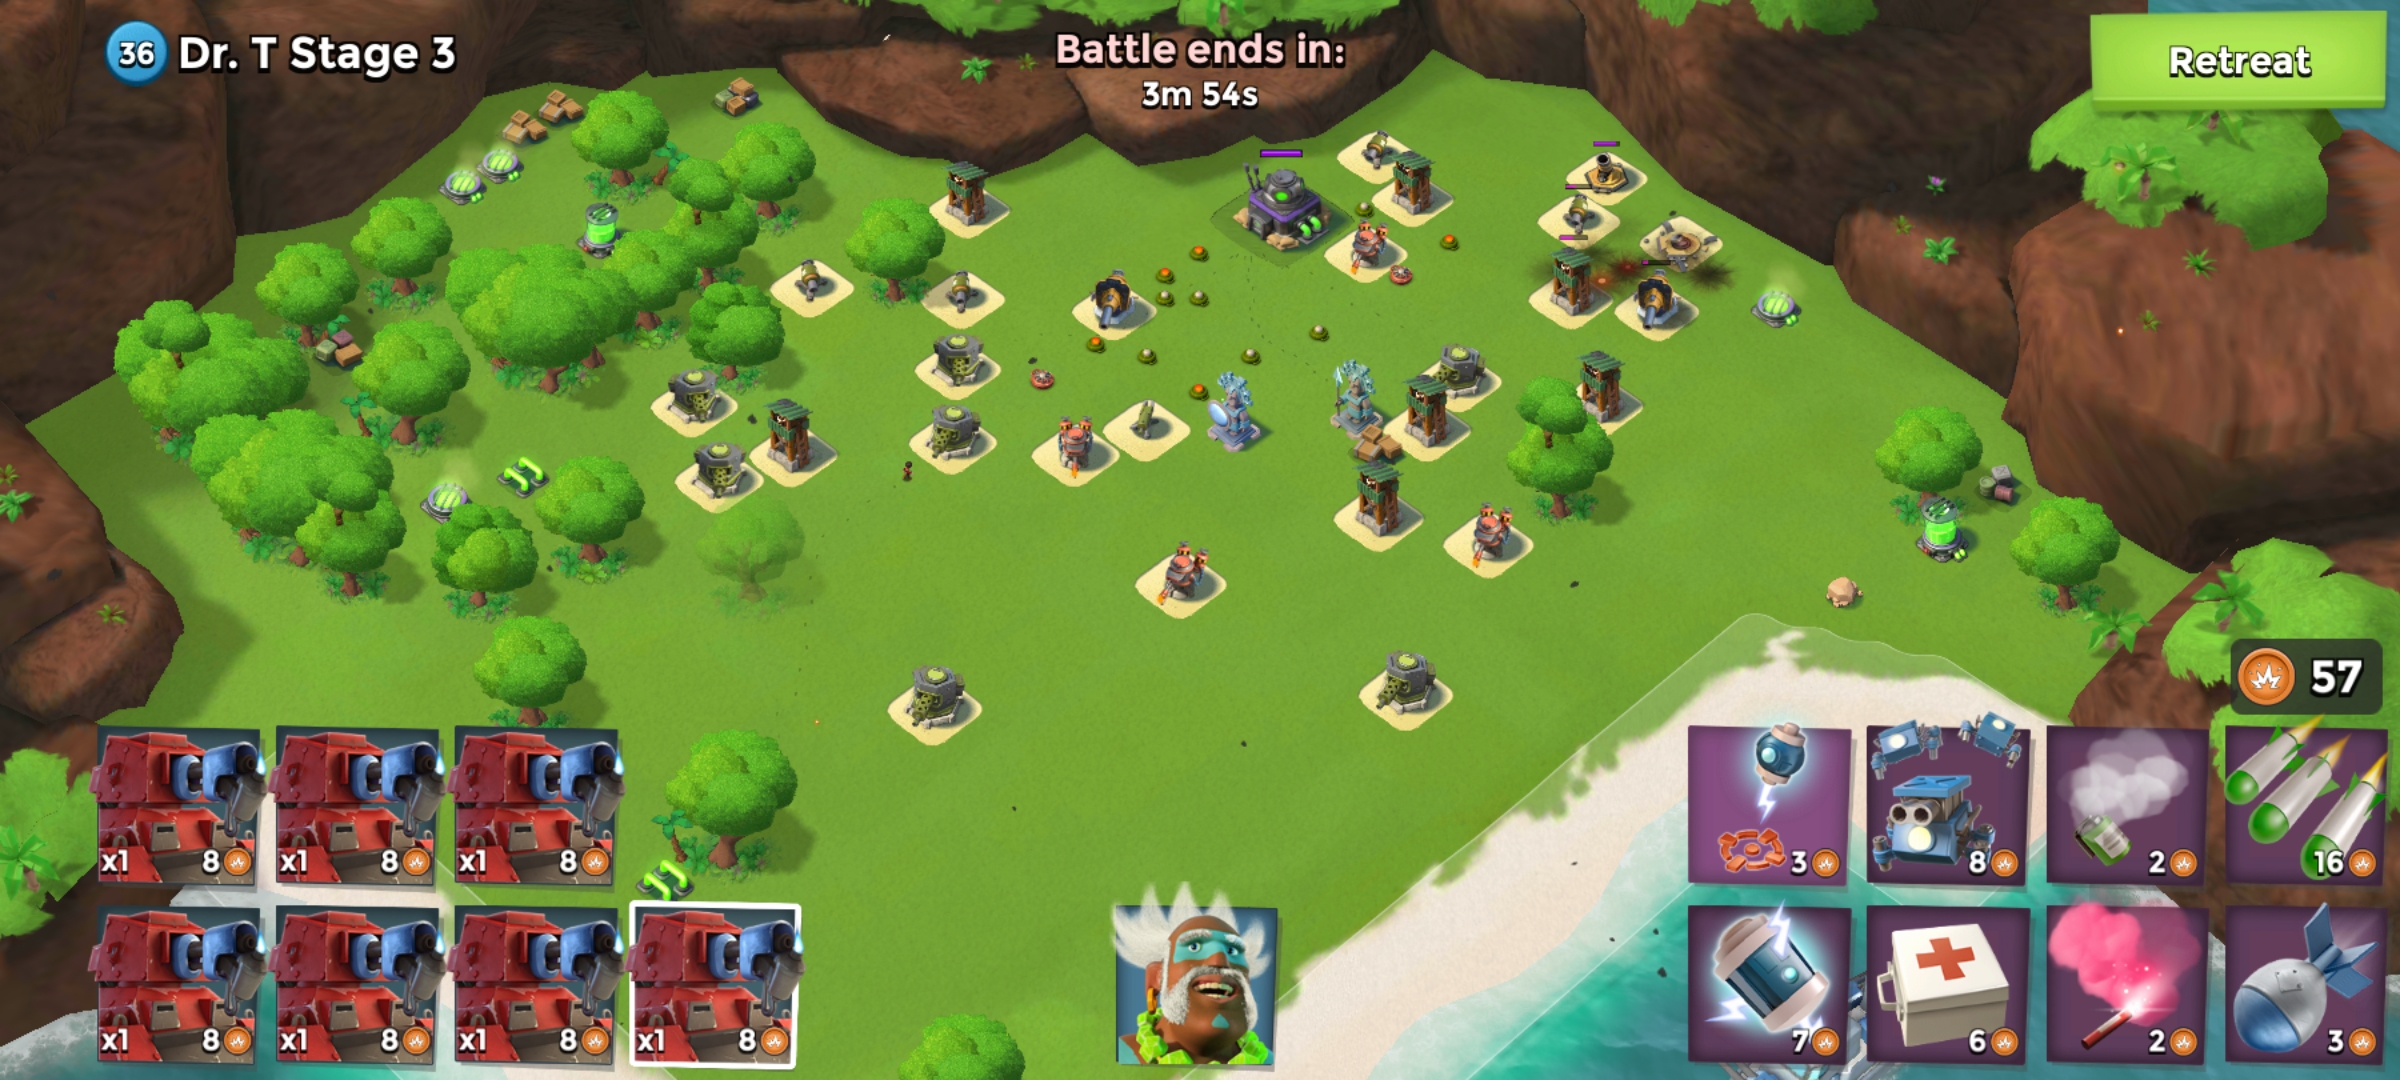 36 Dr. T Stage 3
Battle ends in:
3m 54s
Retreat
57
x1 8
x1 8
x1 8
3
8
2
16
x1 8
x1 8
x1 8
x1 8
7
6
2
3